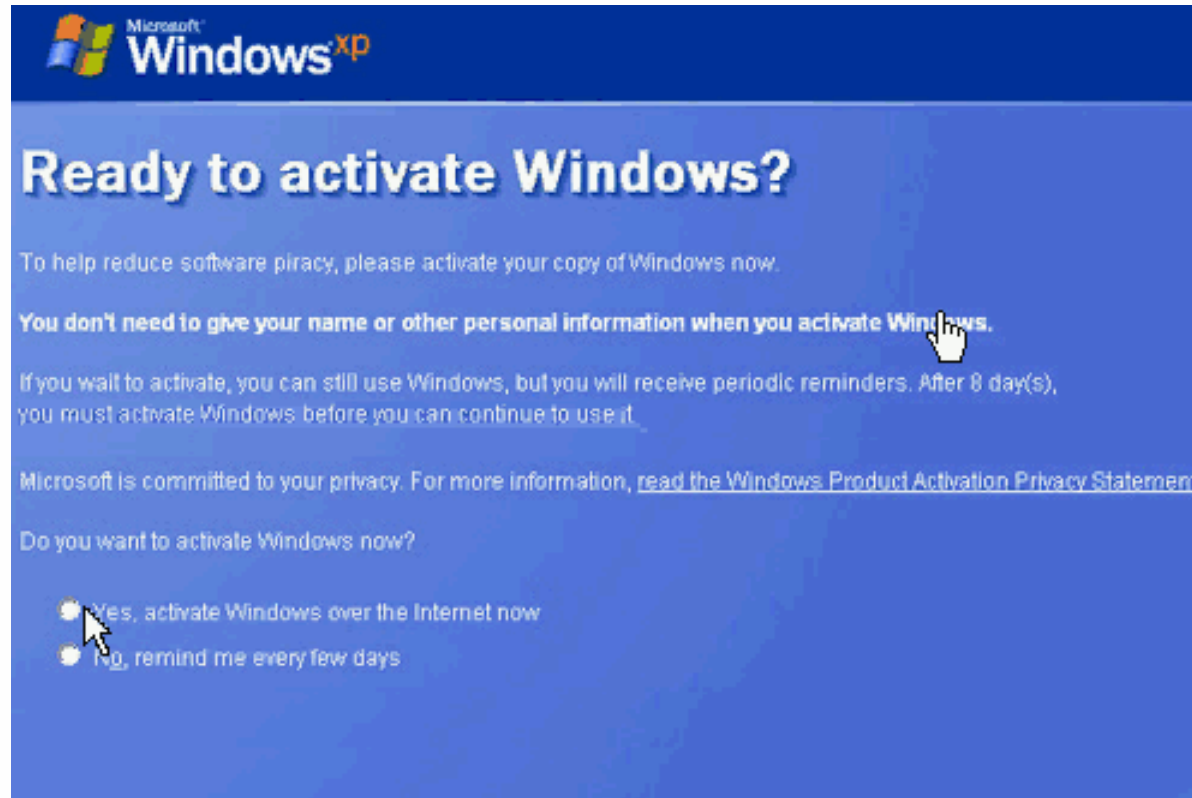 Microsoft
Windows xp
Ready to activate Windows?
To help reduce software piracy, please activate your copy of Windows now.
You don't need to give your name or other personal information when you activate Windows.
If you wait to activate, you can still use Windows, but you will receive periodic reminders. After 8 day(s),
you must activate Windows before you can continue to use it.
Microsoft is committed to your privacy. For more information, read the Windows Product Activation Privacy Statemen
Do you want to activate Windows now?
Yes, activate Windows over the Internet now
No, remind me every few days